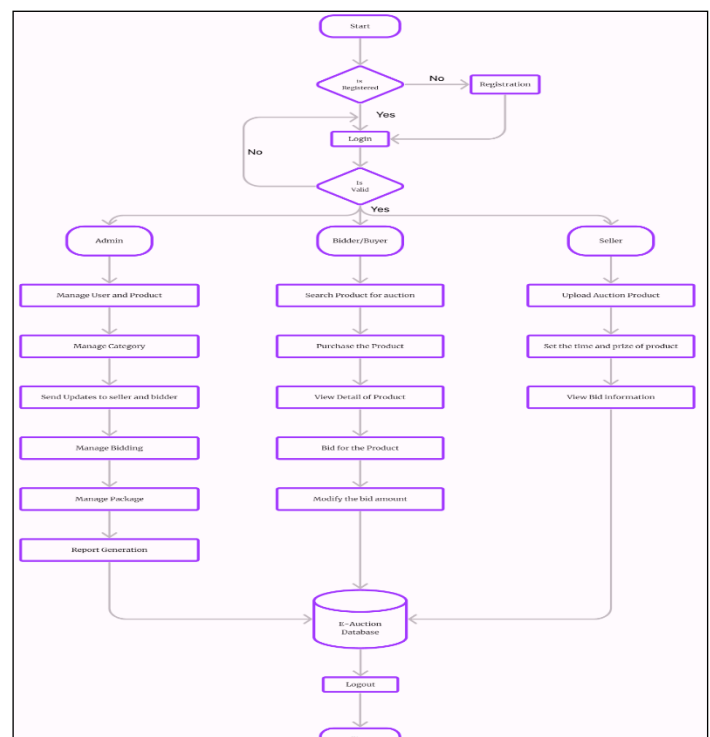 Start
Is
Registered
No
Registration
Yes
Login
No
Is
Valid
Yes
Admin
Bidder/Buyer
Seller
Manage User and Product
Search Product for auction
Upload Auction Product
Manage Category
Purchase the Product
Set the time and prize of product
Send Updates to seller and bidder
View Detail of Product
View Bid information
Manage Bidding
Bid for the Product
Manage Package
Modify the bid amount
Report Generation
E-Auction
Database
Logout